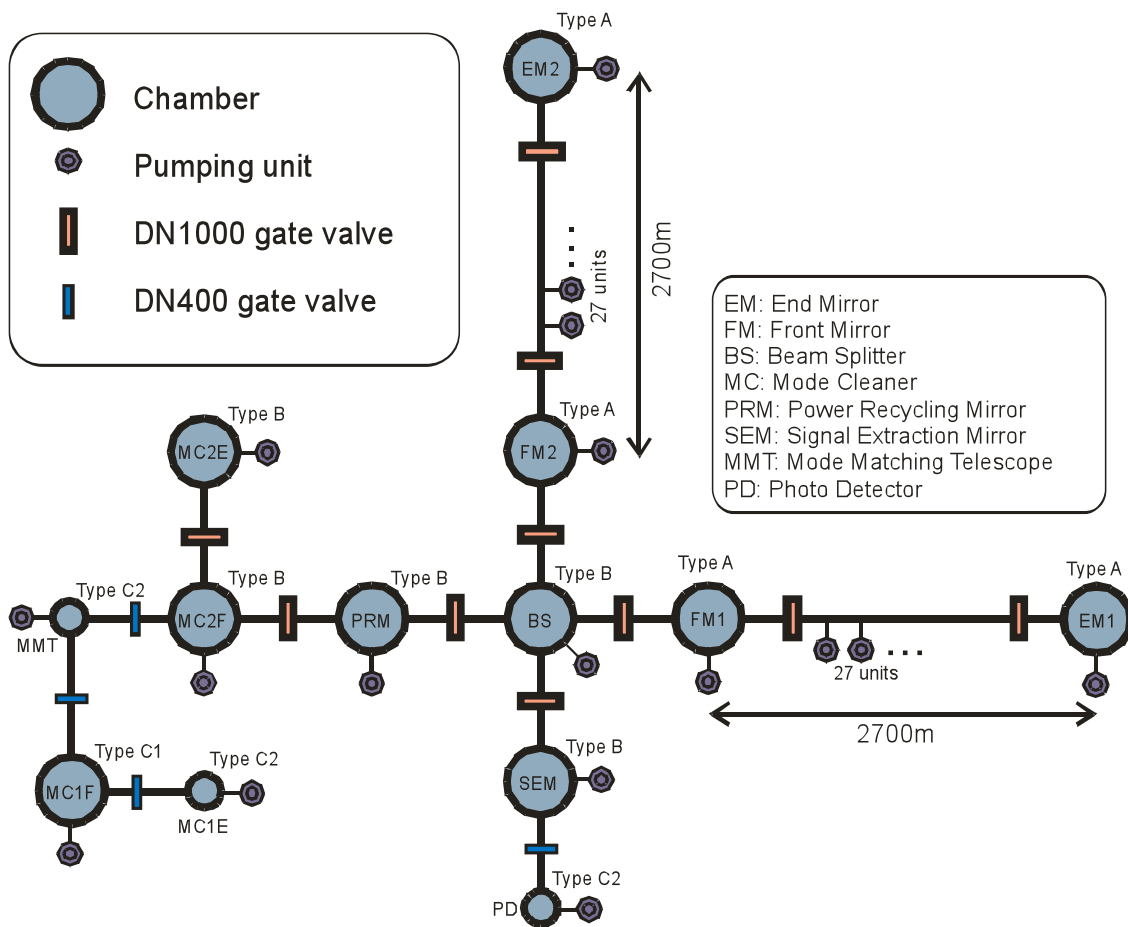 Type A
EM2
Chamber
Pumping unit
DN1000 gate valve
DN400 gate valve
27 units
2700m
EM: End Mirror
FM: Front Mirror
BS: Beam Splitter
MC: Mode Cleaner
PRM: Power Recycling Mirror
SEM: Signal Extraction Mirror
MMT: Mode Matching Telescope
PD: Photo Detector
Type B
MC2E
Type A
FM2
Type C2
MMT
Type B
MC2F
Type B
PRM
Type B
BS
Type A
FM1
27 units
Type A
EM1
2700m
Type C1
MC1F
Type C2
MC1E
Type B
SEM
Type C2
PD